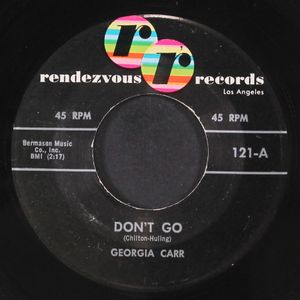 r
r
rendezvous records
Los Angeles
45 RPM 45 RPM
Bermason Music
Co., Inc.
BMI (2:17)
121-A
DON'T GO
(Chilton-Huling)
GEORGIA CARR